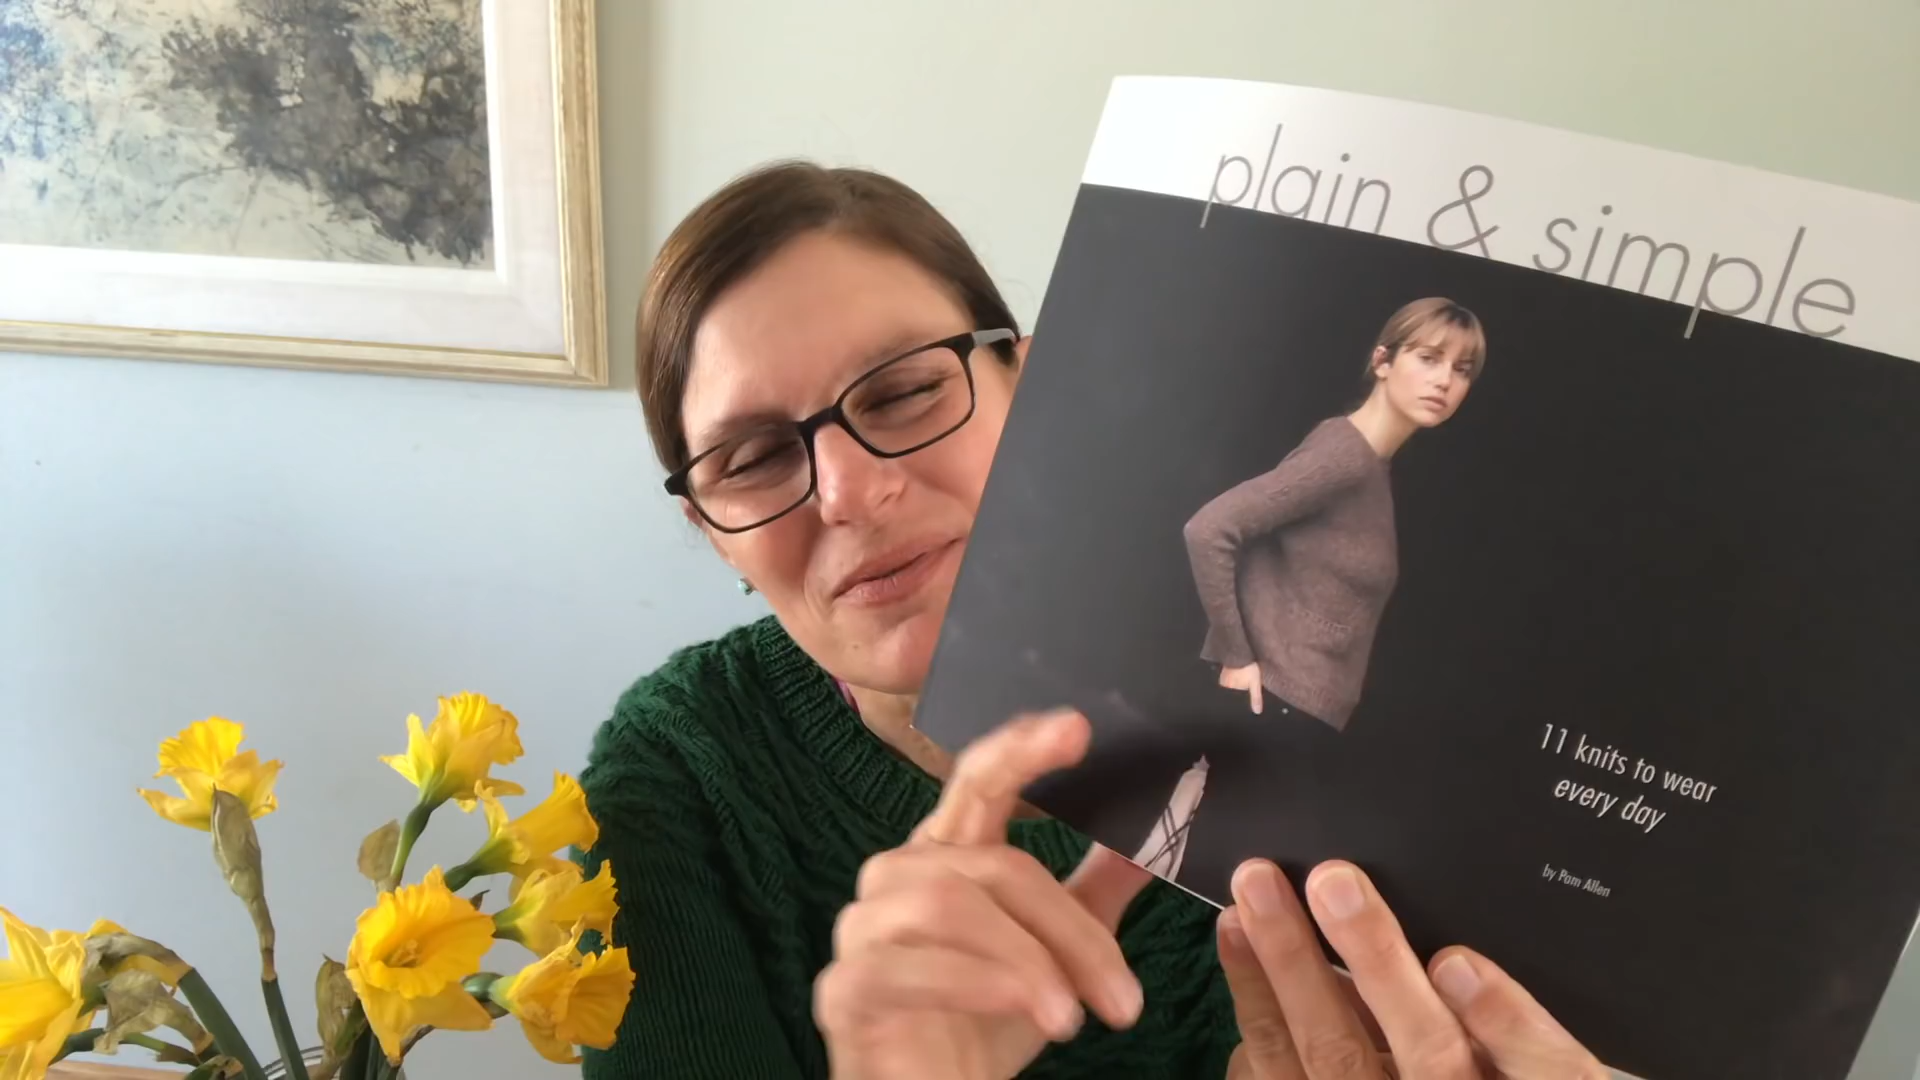 plain & simple
11 knits to wear
every day
by Pam Allen